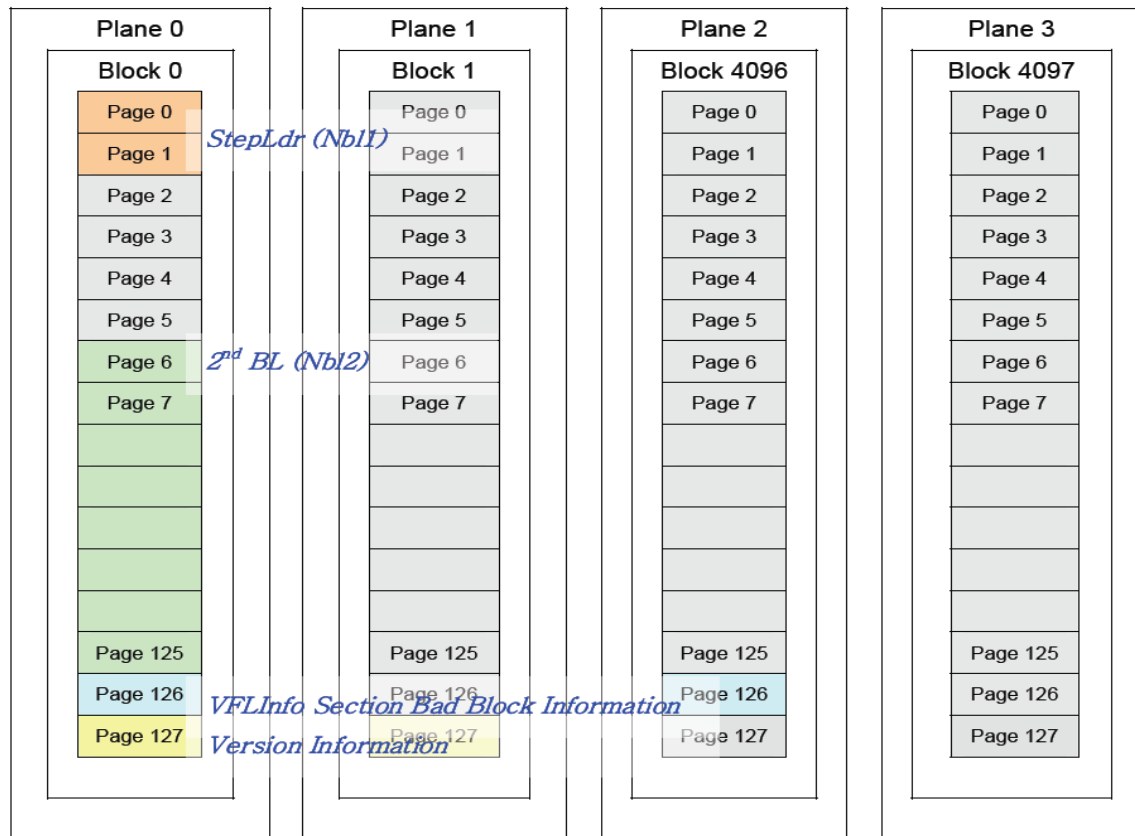 Plane 0
Block 0
Page 0
Page 1
Page 2
Page 3
Page 4
Page 5
Page 6
Page 7
Page 125
Page 126
Page 127
StepLdr (Nbl1)
2nd BL (Nbl2)
VFLInfo Section Bad Block Information
Version Information
Plane 1
Block 1
Page 0
Page 1
Page 2
Page 3
Page 4
Page 5
Page 6
Page 7
Page 125
Page 126
Page 127
Plane 2
Block 4096
Page 0
Page 1
Page 2
Page 3
Page 4
Page 5
Page 6
Page 7
Page 125
Page 126
Page 127
Plane 3
Block 4097
Page 0
Page 1
Page 2
Page 3
Page 4
Page 5
Page 6
Page 7
Page 125
Page 126
Page 127